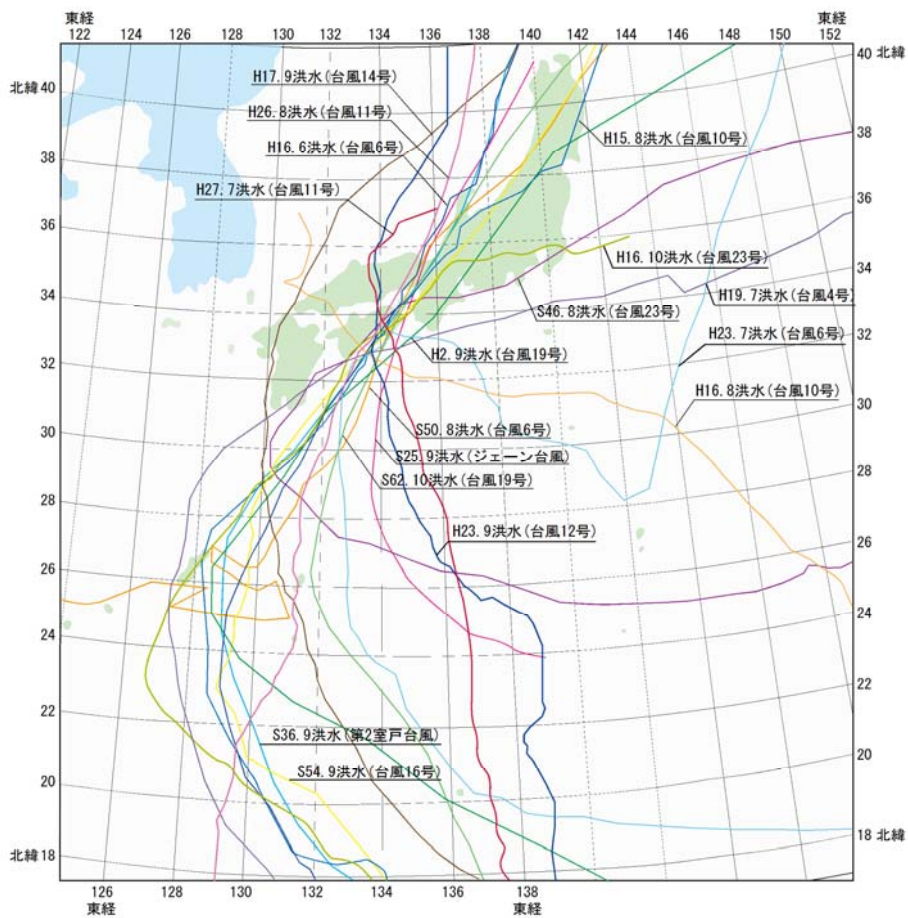 東経
東経
122 124 126 128 130 132 134 136 138 140 142 144 146 148 150 152
40 北緯
北緯 40
H17.9洪水(台風14号)
H26.8洪水(台風11号)
H16.6洪水(台風6号)
H15.8洪水(台風10号)
38
38
H27.7洪水(台風11号)
36
36
H16.10洪水(台風23号)
34
H19.7洪水(台風4号)
34
S46.8洪水(台風23号)
H23.7洪水(台風6号)
32
H2.9洪水(台風19号)
32
H16.8洪水(台風10号)
30
30
S50.8洪水(台風6号)
S25.9洪水(ジェーン台風)
28
S62.10洪水(台風19号)
28
H23.9洪水(台風12号)
26
26
24
24
22
22
S36.9洪水(第2室戸台風)
20
S54.9洪水(台風16号)
20
18 北緯
北緯 18
126 128 130 132 134 136 138
東経
東経